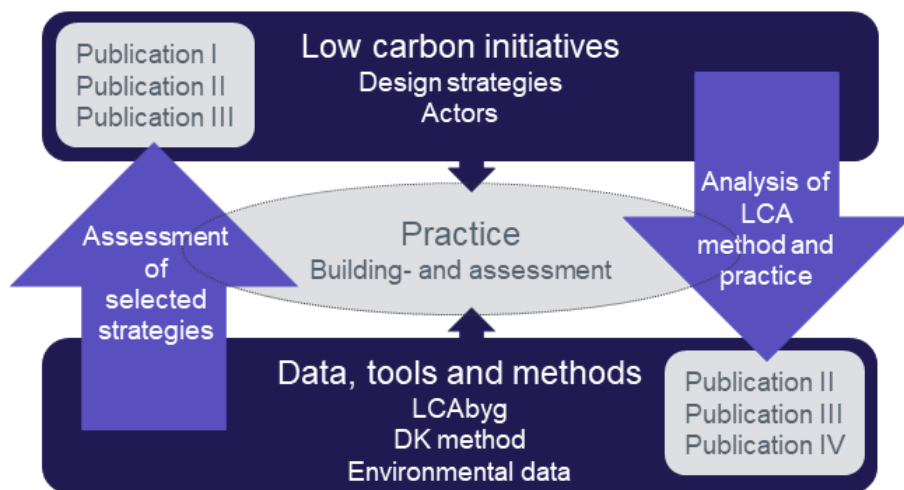 Publication I
Publication II
Publication III
Low carbon initiatives
Design strategies
Actors
Assessment
of
selected
strategies
Practice
Building- and assessment
Analysis of
LCA
method and
practice
Data, tools and methods
LCAbyg
DK method
Environmental data
Publication II
Publication III
Publication IV